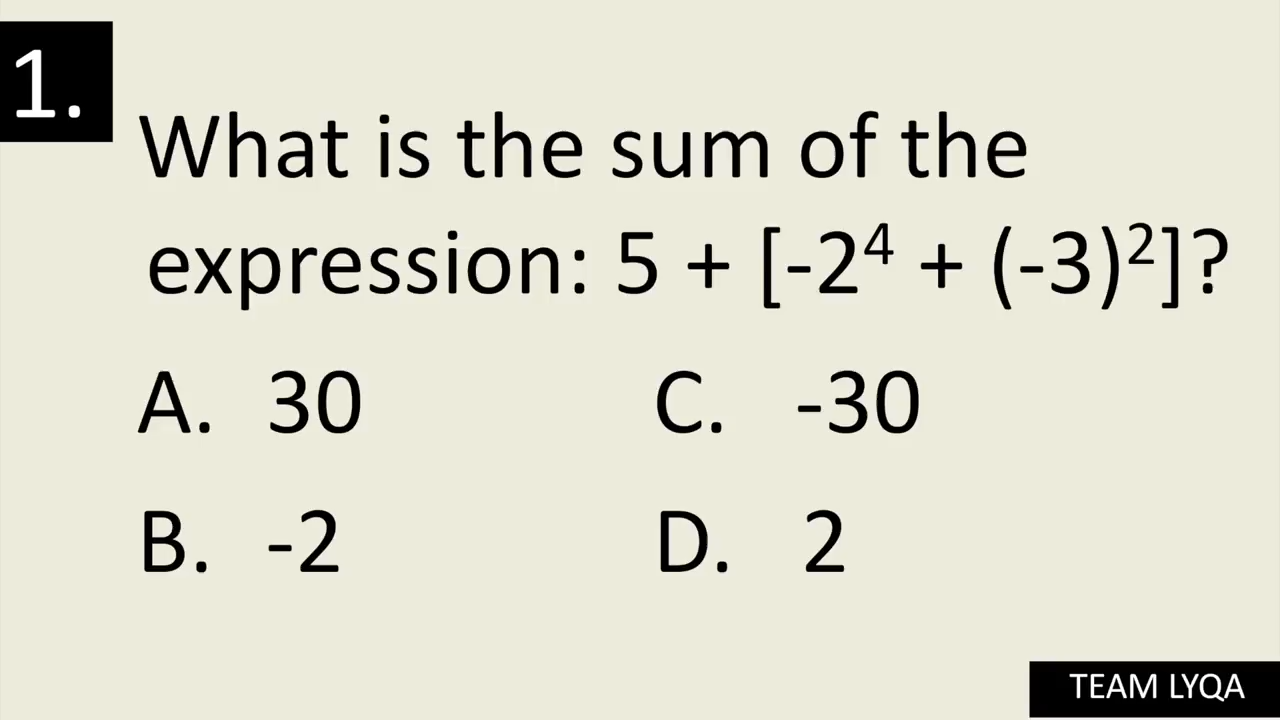 1.
What is the sum of the
expression: 5 + [-2⁴ + (-3)²]?
A. 30 C. -30
B. -2 D. 2
TEAM LYQA